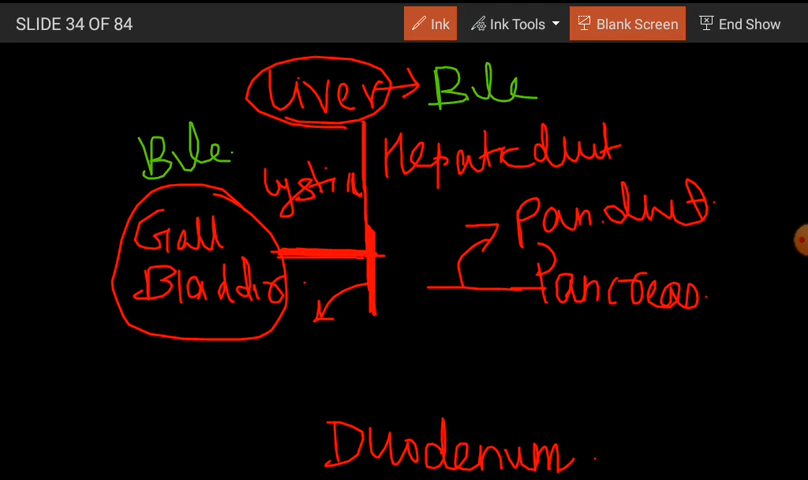 SLIDE 34 OF 84
Ink
Ink Tools
Blank Screen
End Show
Liver → Bile
Bile
Hepatic duct
Gall
Bladder
Pan.duct
Pancreas.
Duodenum.